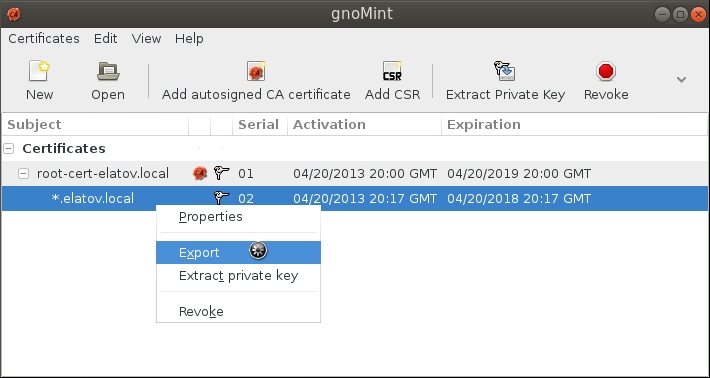 gnoMint
Certificates Edit View Help
CSR
New Open Add autosigned CA certificate Add CSR Extract Private Key Revoke
Subject Serial Activation Expiration
Certificates
root-cert-elatov.local 01 04/20/2013 20:00 GMT 04/20/2019 20:00 GMT
*.elatov.local 02 04/20/2013 20:17 GMT 04/20/2018 20:17 GMT
Properties
Export
Extract private key
Revoke